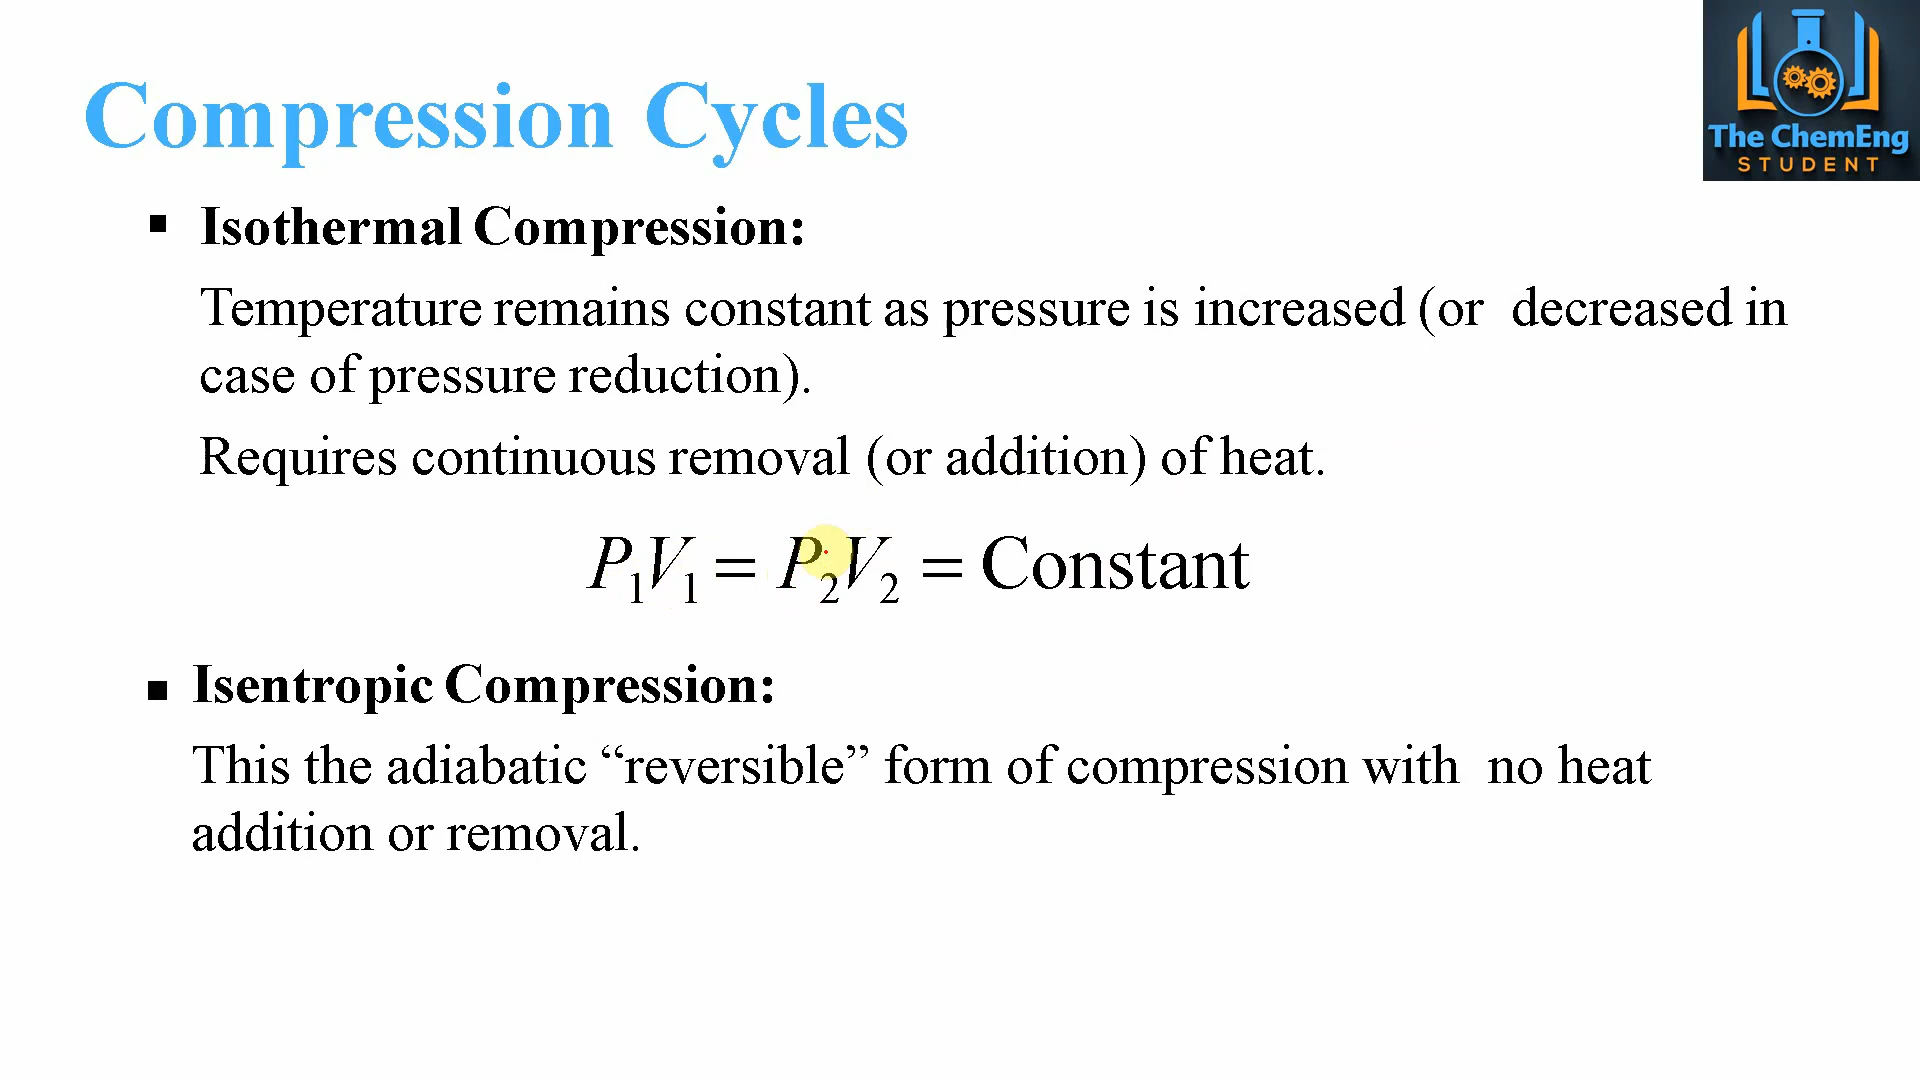 Compression Cycles
The ChemEng
STUDENT
▪ Isothermal Compression:
Temperature remains constant as pressure is increased (or decreased in
case of pressure reduction).
Requires continuous removal (or addition) of heat.
P₁V₁ = P₂V₂ = Constant
▪ Isentropic Compression:
This the adiabatic “reversible” form of compression with no heat
addition or removal.